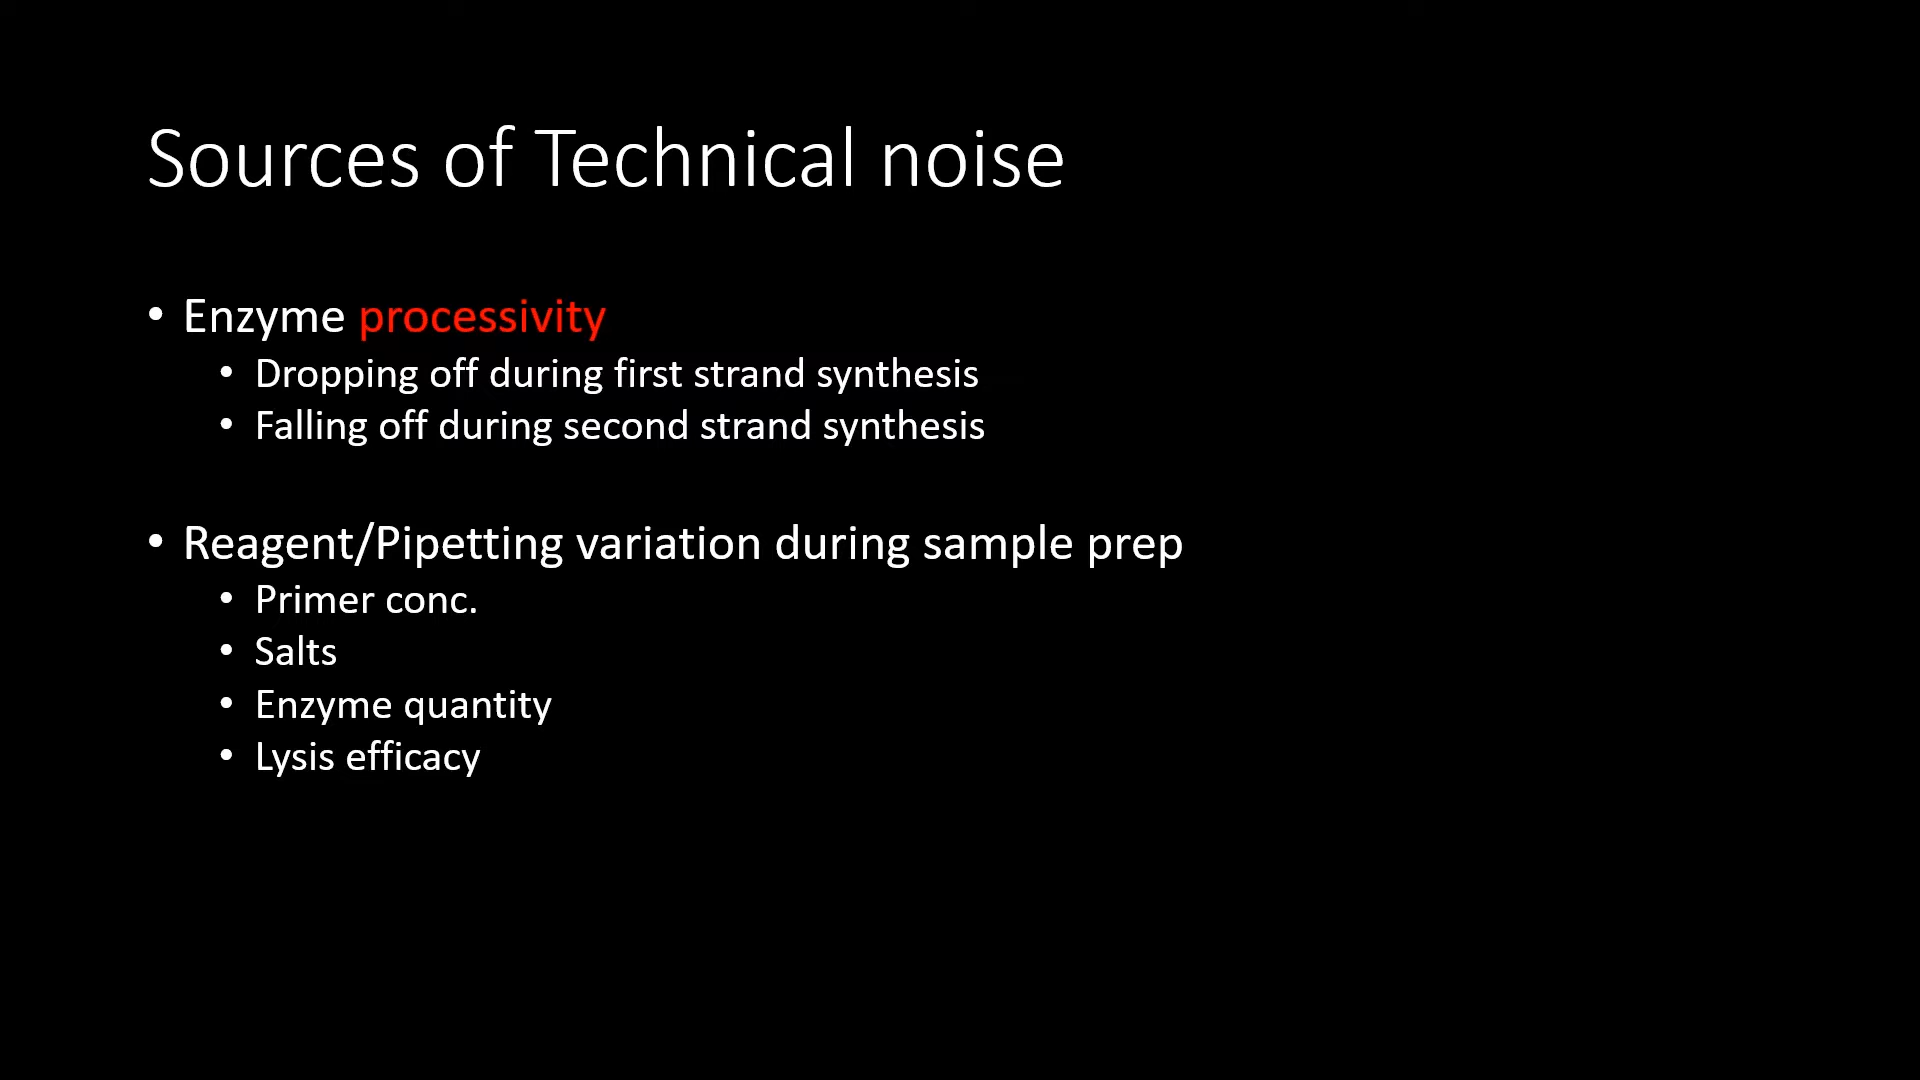 Sources of Technical noise
• Enzyme processivity
• Dropping off during first strand synthesis
• Falling off during second strand synthesis
• Reagent/Pipetting variation during sample prep
• Primer conc.
• Salts
• Enzyme quantity
• Lysis efficacy